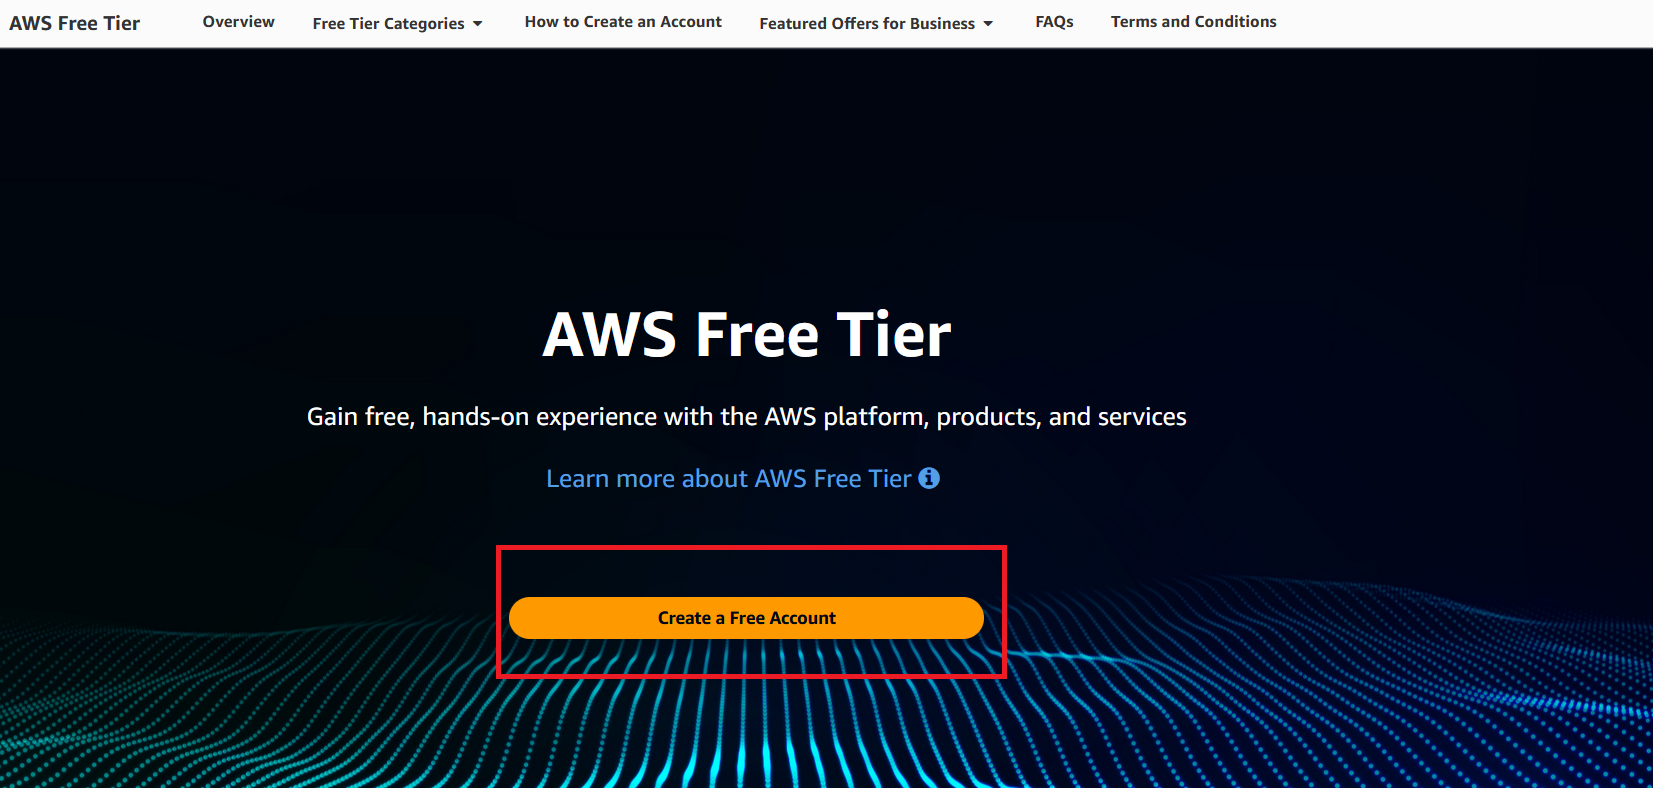 AWS Free Tier Overview Free Tier Categories How to Create an Account Featured Offers for Business FAQs Terms and Conditions
AWS Free Tier
Gain free, hands-on experience with the AWS platform, products, and services
Learn more about AWS Free Tier
Create a Free Account